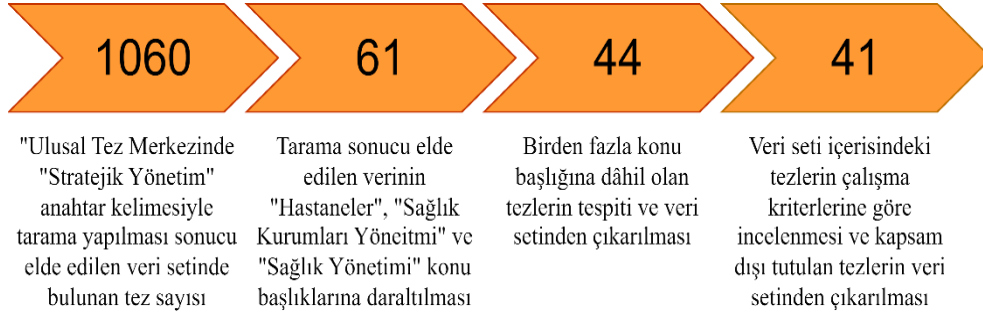 1060
61
44
41
"Ulusal Tez Merkezinde
"Stratejik Yönetim"
anahtar kelimesiyle
tarama yapılması sonucu
elde edilen veri setinde
bulunan tez sayısı
Tarama sonucu elde
edilen verinin
"Hastaneler", "Sağlık
Kurumları Yöneitmi" ve
"Sağlık Yönetimi" konu
başlıklarına daraltılması
Birden fazla konu
başlığına dâhil olan
tezlerin tespiti ve veri
setinden çıkarılması
Veri seti içerisindeki
tezlerin çalışma
kriterlerine göre
incelenmesi ve kapsam
dışı tutulan tezlerin veri
setinden çıkarılması